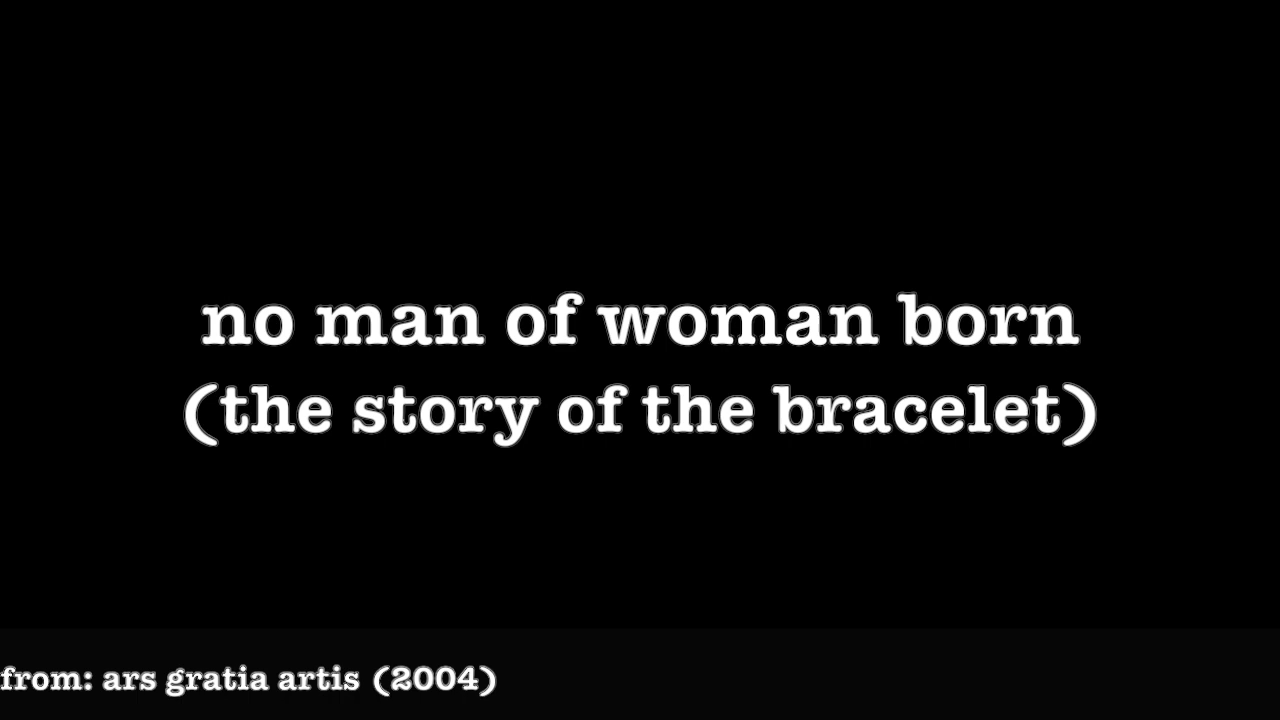 no man of woman born
(the story of the bracelet)
from: ars gratia artis (2004)